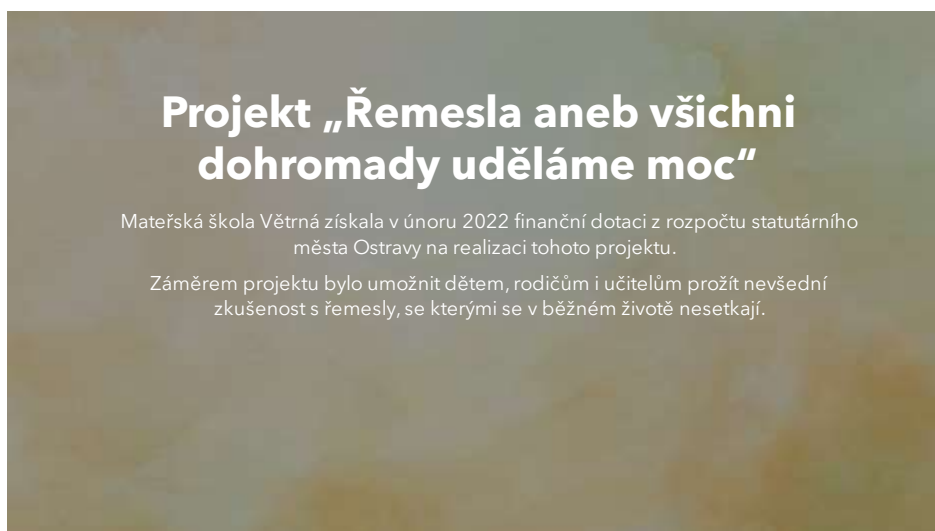 Projekt „Řemesla aneb všichni
dohromady uděláme moc“
Mateřská škola Větrná získala v únoru 2022 finanční dotaci z rozpočtu statutárního
města Ostravy na realizaci tohoto projektu.
Záměrem projektu bylo umožnit dětem, rodičům i učitelům prožít nevšední
zkušenost s řemesly, se kterými se v běžném životě nesetkají.